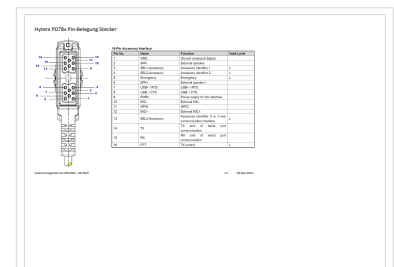 Hytera PD78x Pin-Belegung Stecker
16-Pin Accessory Interface
Pin No. Name Function Valid Level
1 GND Ground (analog & digital)
2 SPK- External speaker-
3 SEL1 Accessory Accessory identifier 1 L
4 SEL2 Accessory Accessory identifier 2 L
5 Emergency Emergency L
6 SPK+ External speaker+
7 USB+ / RTS USB+ / RTS
8 USB- / CTS USB- / CTS
9 Power supply for the interface
10 MIC- External MIC-
11 GPIO GPIO
12 MIC+ External MIC+
13 SEL3 Accessory Accessory identifier 3 or 1-wire
communication interface L
14 TX TX end of serial port
communication
15 RX RX end of serial port
communication
16 PTT TX control L